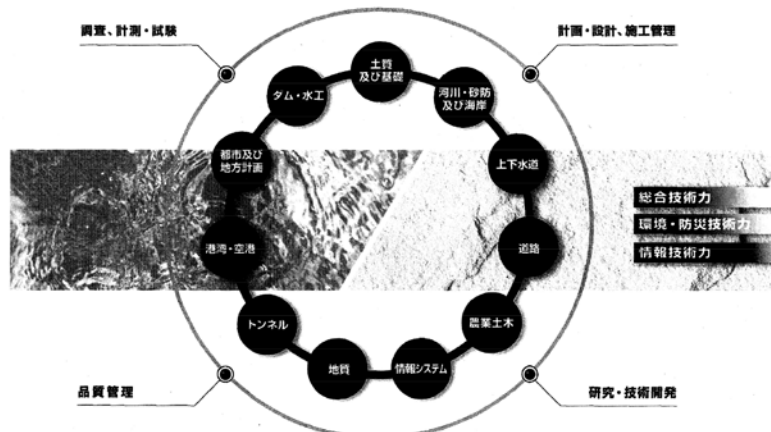 調査、計測・試験
計画・設計、施工管理
土質
及び基礎
河川・砂防
及び海岸
上下水道
道路
農業土木
情報システム
地質
トンネル
港湾・空港
都市及び
地方計画
ダム・水工
総合技術力
環境・防災技術力
情報技術力
品質管理
研究・技術開発